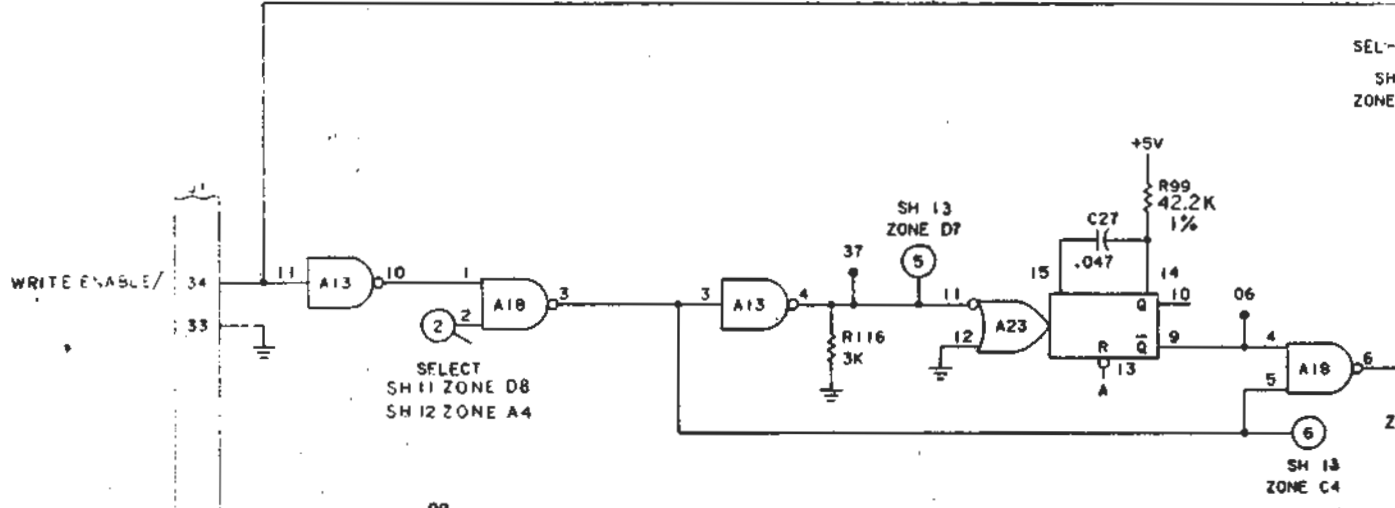 SEL-
SH
ZONE
+5V
R99
42.2K
1%
C27
.047
SH 13
ZONE D7
5
37
J1
WRITE ENABLE/
34
33
11
A13
10
1
2
2
A18
3
SELECT
SH 11 ZONE D8
SH 12 ZONE A4
3
A13
4
R116
3K
11
12
A23
15
14
Q
10
Q̅
9
R
13
A
06
4
5
A18
6
6
SH 13
ZONE C4
Z